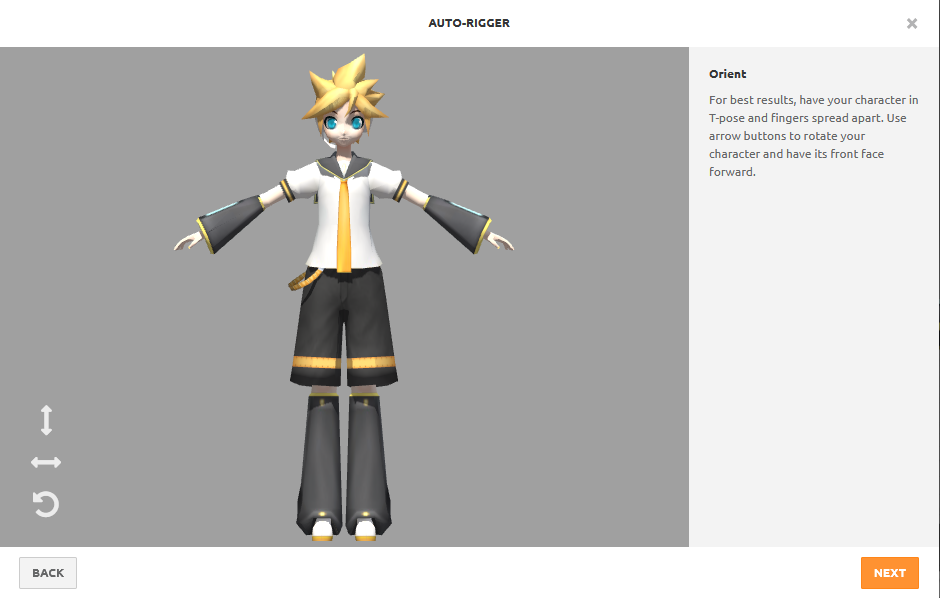 AUTO-RIGGER
Orient
For best results, have your character in
T-pose and fingers spread apart. Use
arrow buttons to rotate your
character and have its front face
forward.
BACK
NEXT